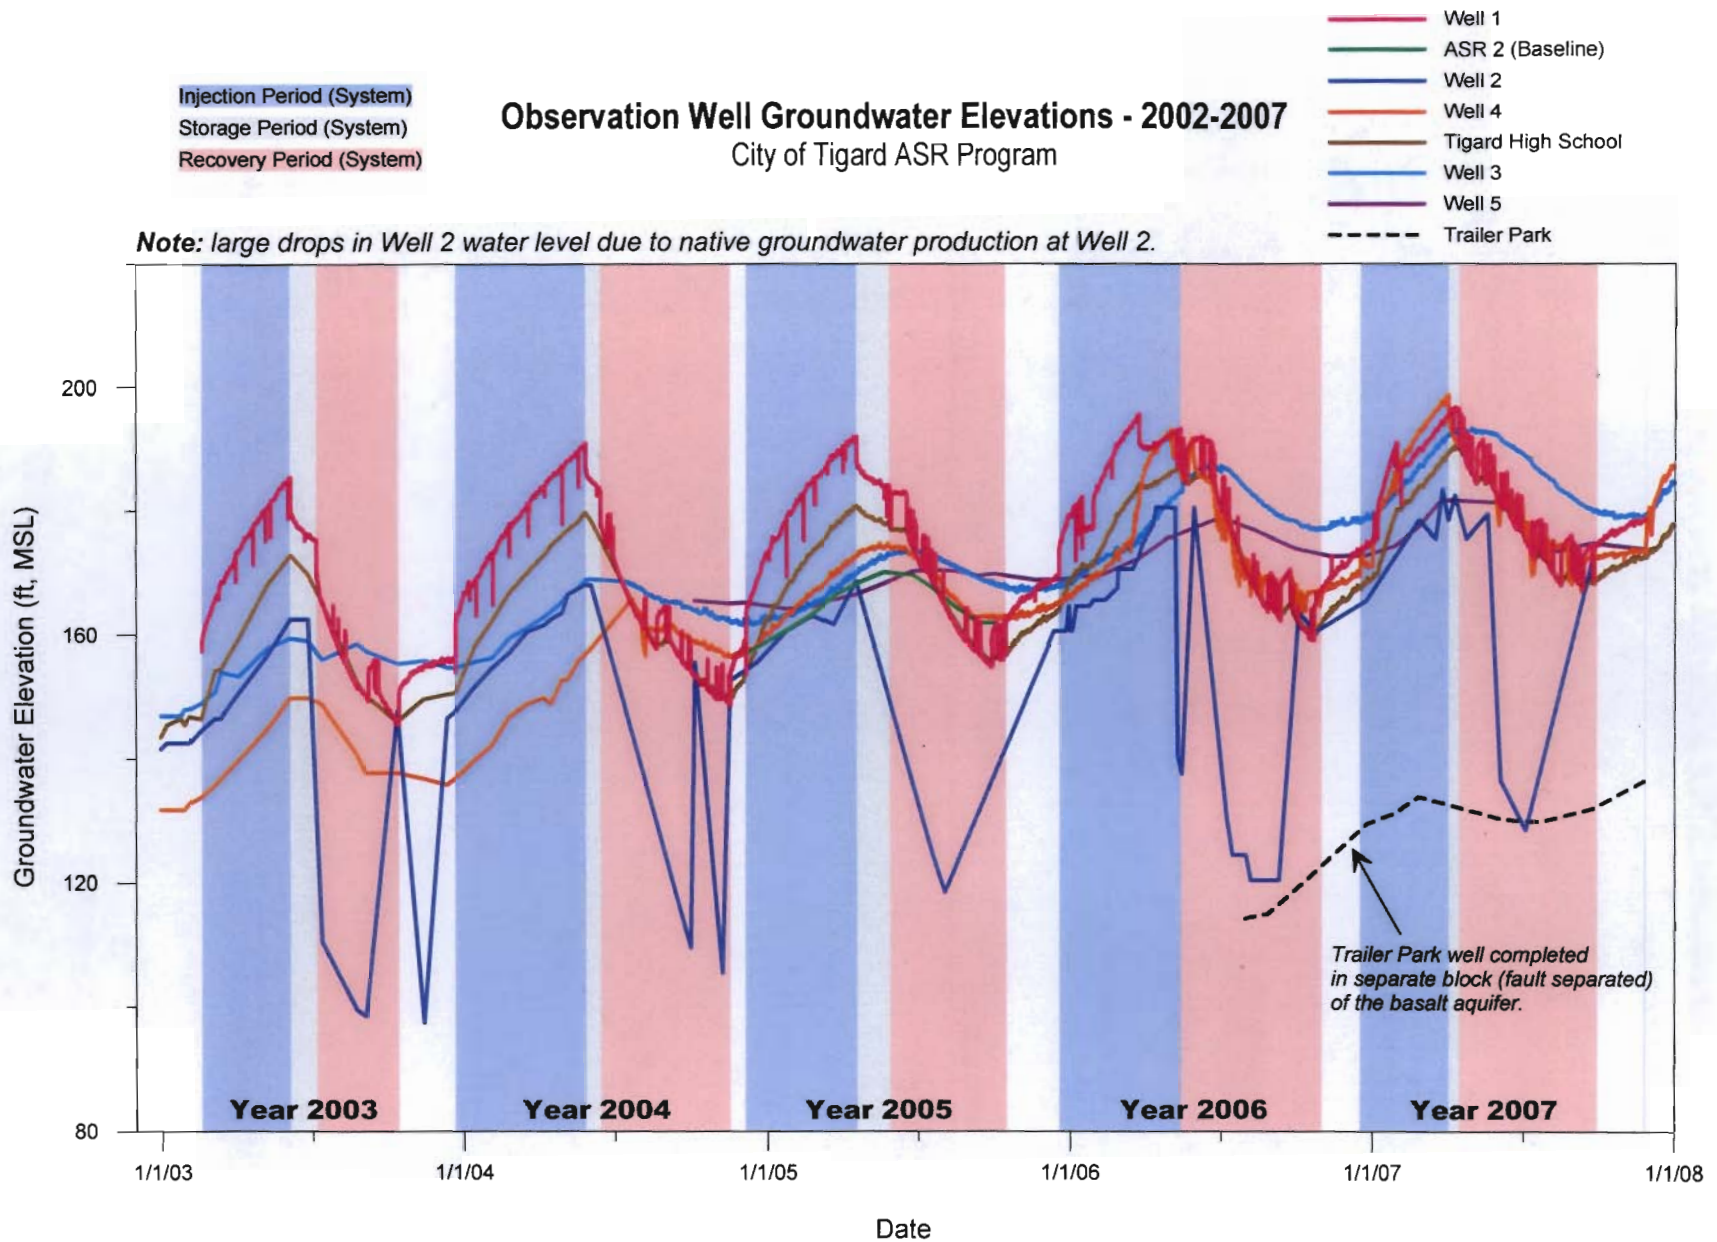 Well 1
ASR 2 (Baseline)
Well 2
Well 4
Tigard High School
Well 3
Well 5
Trailer Park
Injection Period (System)
Storage Period (System)
Recovery Period (System)
Observation Well Groundwater Elevations - 2002-2007
City of Tigard ASR Program
Note: large drops in Well 2 water level due to native groundwater production at Well 2.
Groundwater Elevation (ft, MSL)
200
160
120
80
Trailer Park well completed
in separate block (fault separated)
of the basalt aquifer.
Year 2003
Year 2004
Year 2005
Year 2006
Year 2007
1/1/03
1/1/04
1/1/05
1/1/06
1/1/07
1/1/08
Date